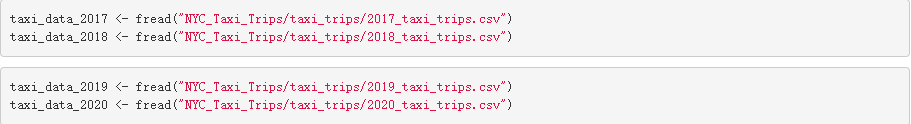 taxi_data_2017 <- fread("NYC_Taxi_Trips/taxi_trips/2017_taxi_trips.csv")
taxi_data_2018 <- fread("NYC_Taxi_Trips/taxi_trips/2018_taxi_trips.csv")
taxi_data_2019 <- fread("NYC_Taxi_Trips/taxi_trips/2019_taxi_trips.csv")
taxi_data_2020 <- fread("NYC_Taxi_Trips/taxi_trips/2020_taxi_trips.csv")